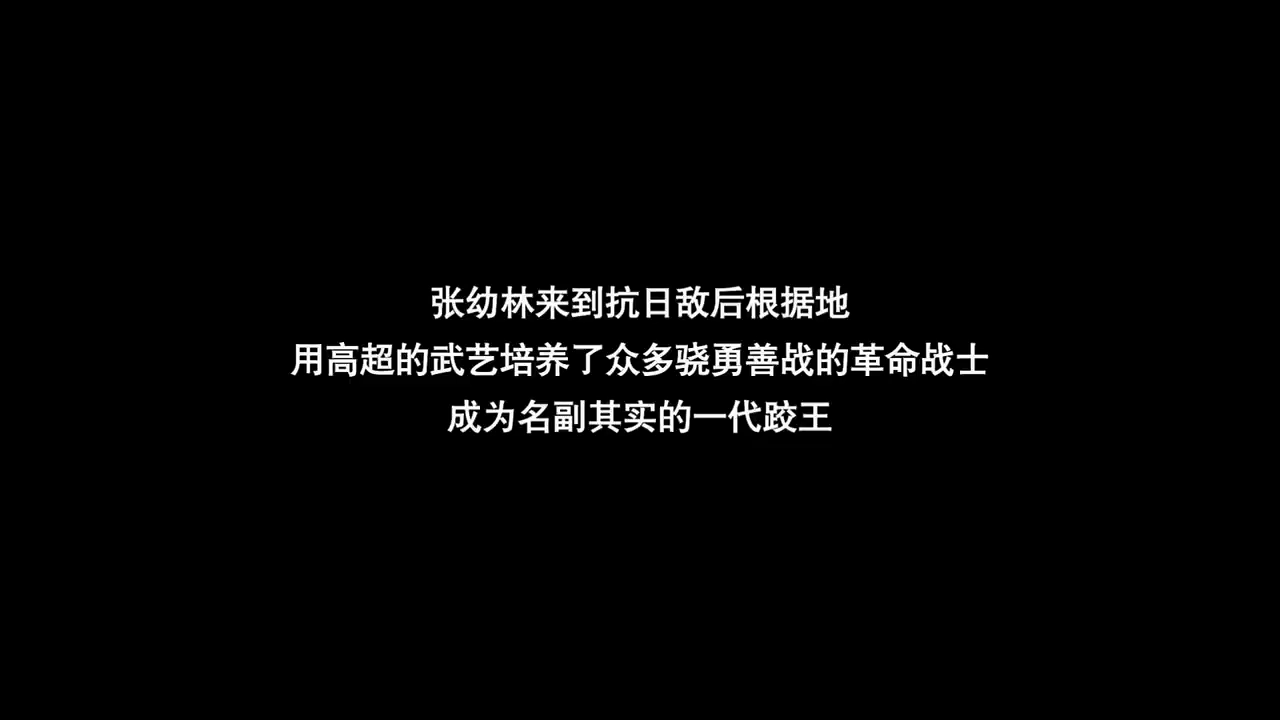 张幼林来到抗日敌后根据地
用高超的武艺培养了众多骁勇善战的革命战士
成为名副其实的一代跤王